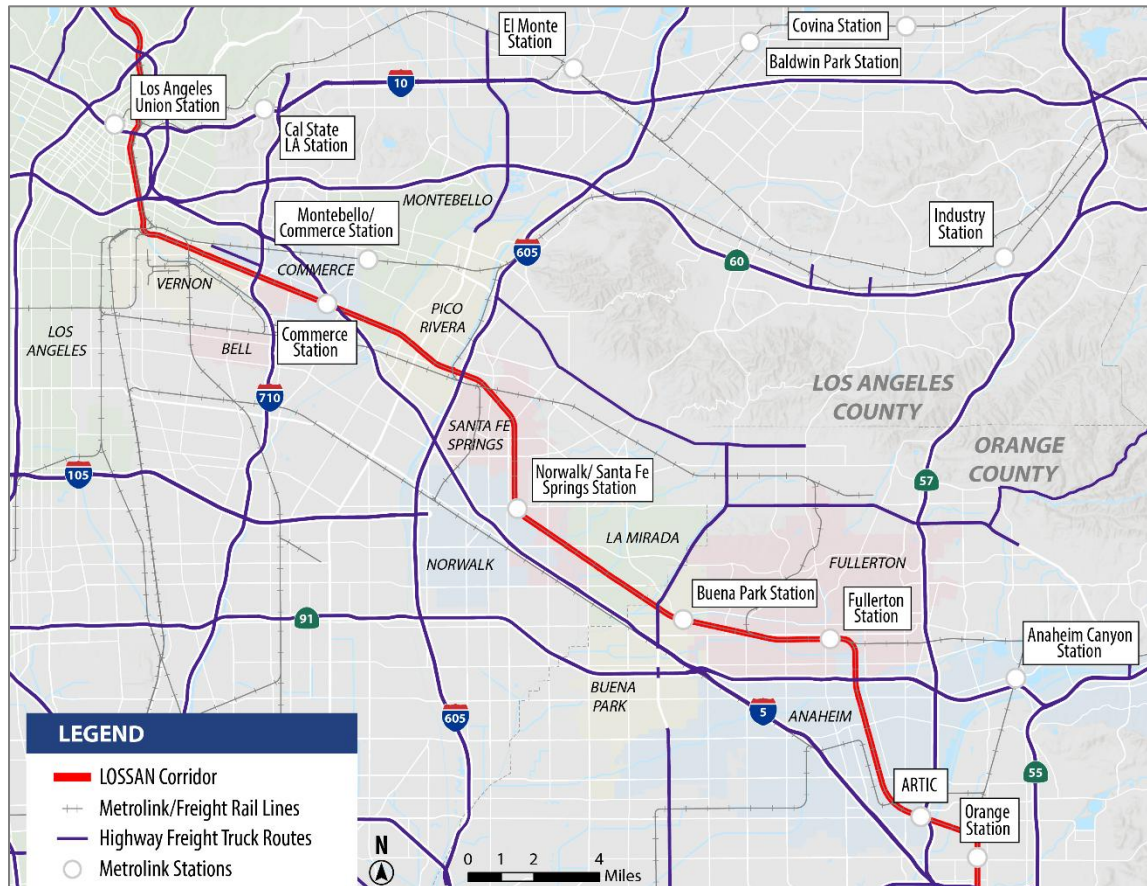 El Monte
Station
Covina Station
Baldwin Park Station
Los Angeles
Union Station
10
Cal State
LA Station
MONTEBELLO
Montebello/
Commerce Station
605
Industry
Station
60
COMMERCE
VERNON
PICO
RIVERA
LOS
ANGELES
BELL
Commerce
Station
710
LOS ANGELES
COUNTY
ORANGE
COUNTY
SANTA FE
SPRINGS
105
Norwalk/ Santa Fe
Springs Station
57
LA MIRADA
NORWALK
FULLERTON
Buena Park Station
Fullerton
Station
91
Anaheim Canyon
Station
BUENA
PARK
605
5
ANAHEIM
55
ARTIC
Orange
Station
LEGEND
LOSSAN Corridor
Metrolink/Freight Rail Lines
Highway Freight Truck Routes
Metrolink Stations
N
0 1 2 4
Miles